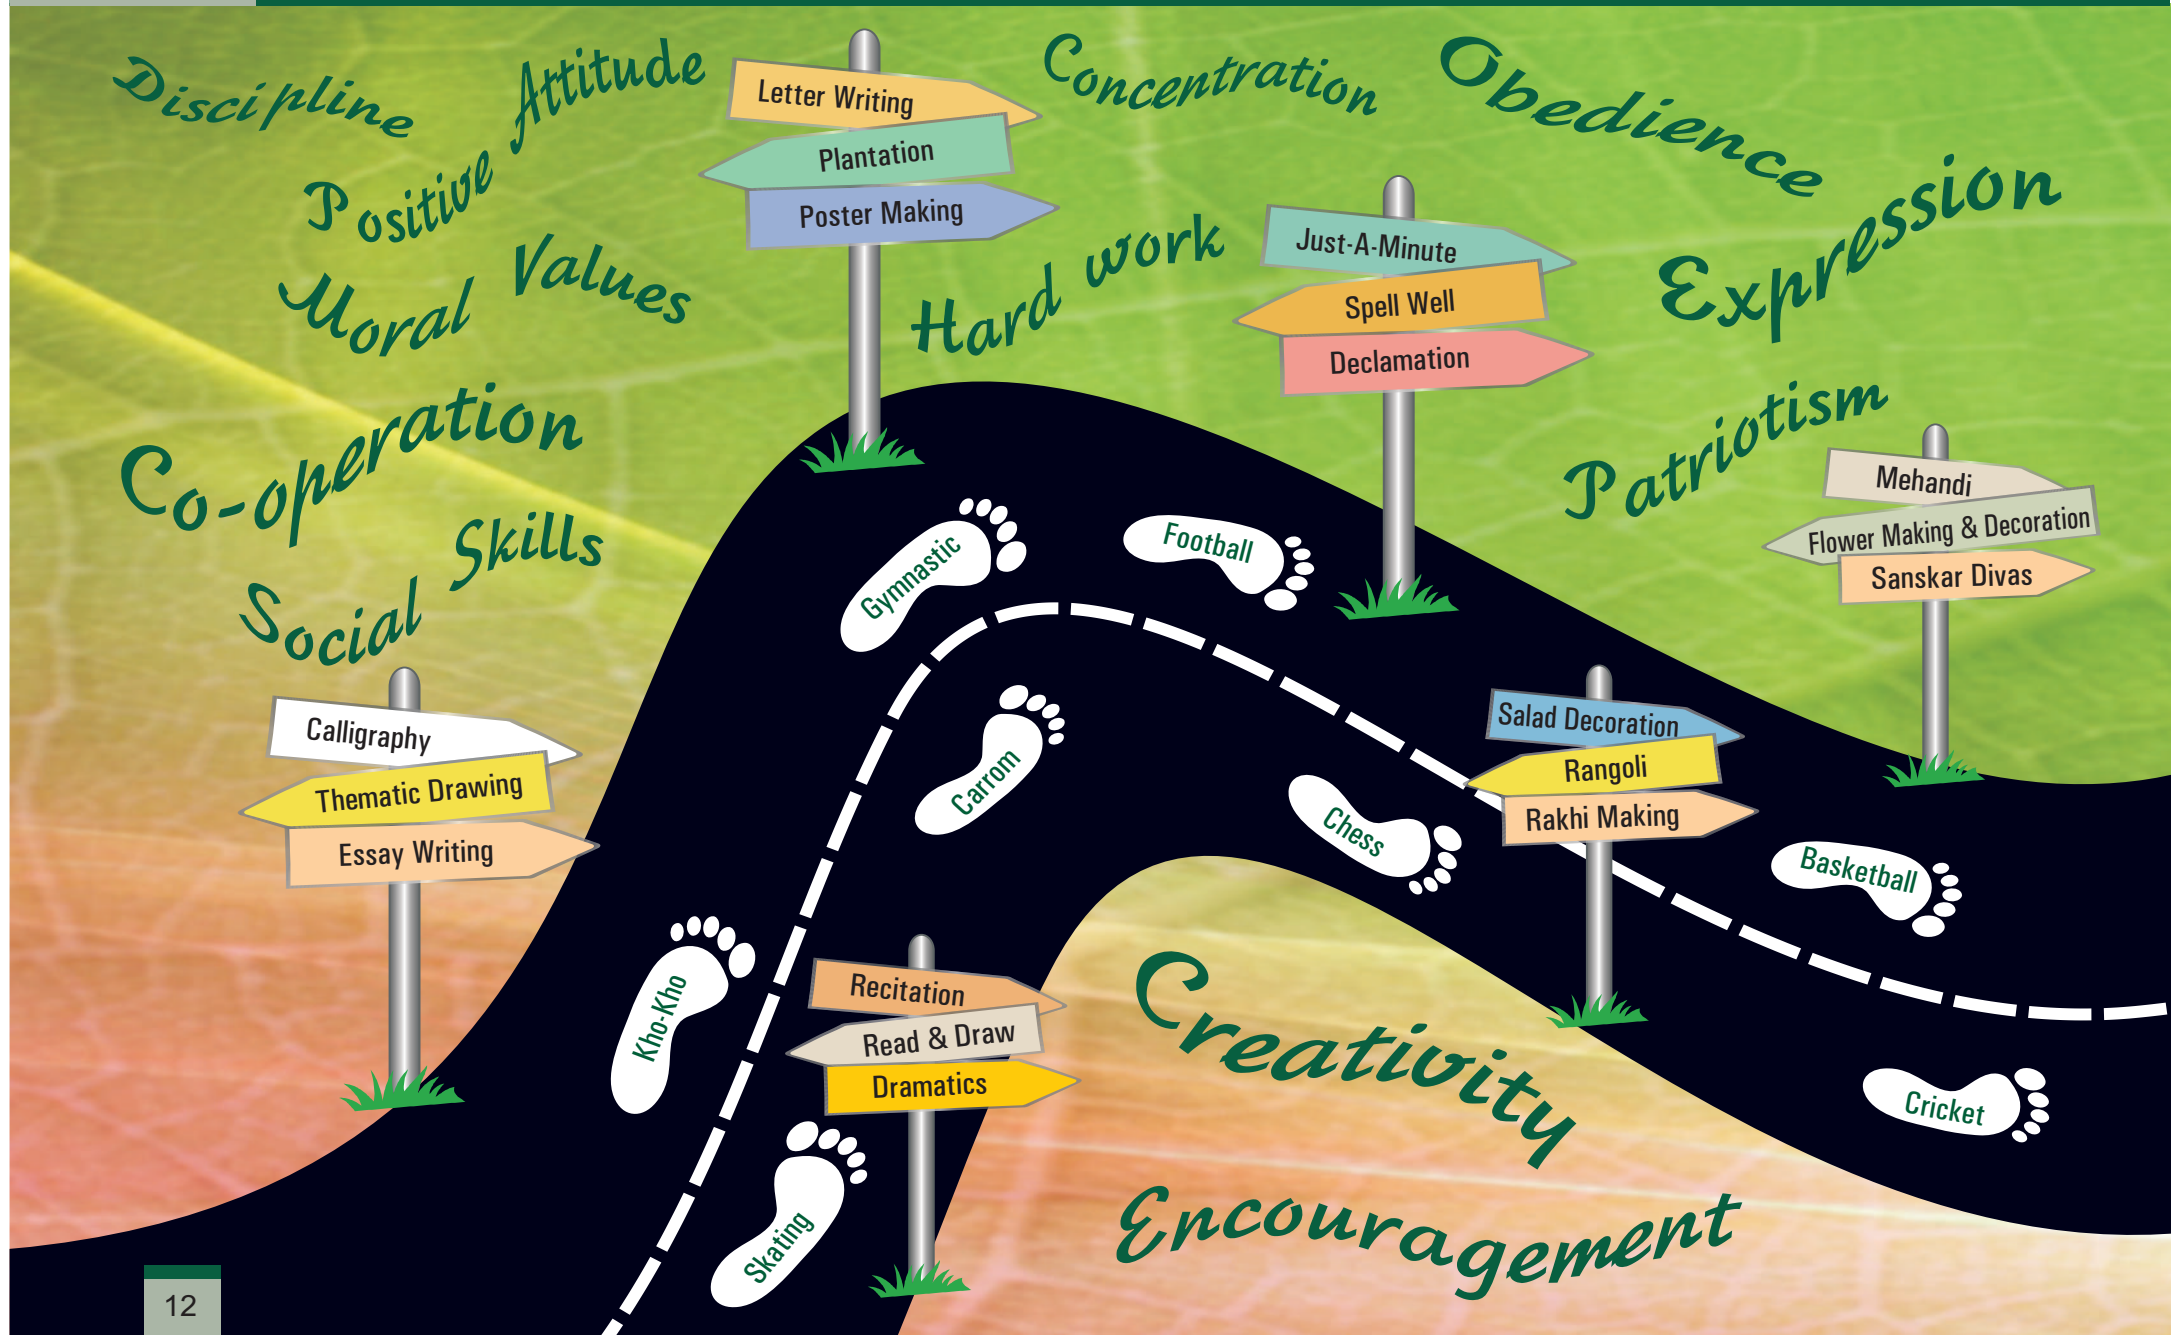 Discipline
Positive Attitude
Concentration
Obedience
Letter Writing
Plantation
Poster Making
Moral Values
Hard work
Just-A-Minute
Spell Well
Declamation
Expression
Co-operation
Patriotism
Mehandi
Flower Making & Decoration
Sanskar Divas
Social Skills
Gymnastic
Football
Calligraphy
Thematic Drawing
Essay Writing
Carrom
Chess
Salad Decoration
Rangoli
Rakhi Making
Basketball
Kho-Kho
Recitation
Read & Draw
Dramatics
Creativity
Cricket
Skating
Encouragement
12